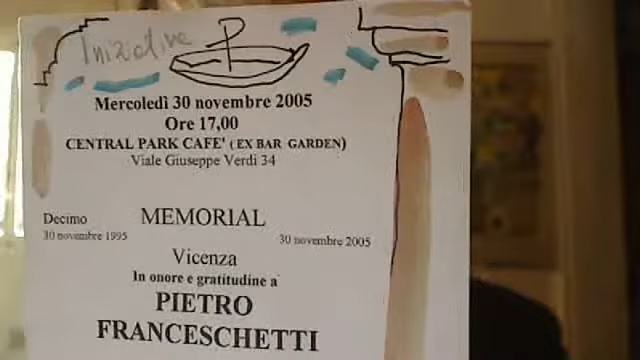 Iniziative
Mercoledì 30 novembre 2005
Ore 17,00
CENTRAL PARK CAFE' (EX BAR GARDEN)
Viale Giuseppe Verdi 34
Decimo MEMORIAL
30 novembre 1995 30 novembre 2005
Vicenza
In onore e gratitudine a
PIETRO
FRANCESCHETTI